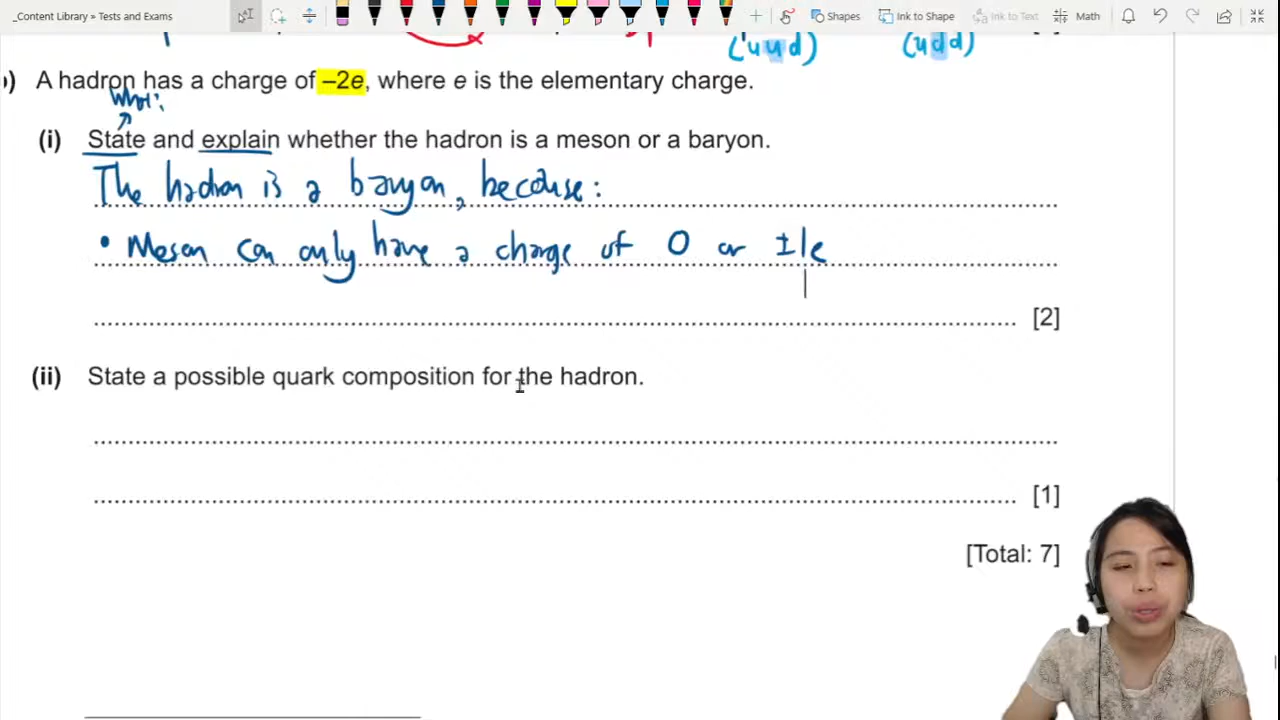 _Content Library » Tests and Exams
Shapes Ink to Shape Ink to Text Math
(uud) (udd)
) A hadron has a charge of –2e, where e is the elementary charge.
(i) State and explain whether the hadron is a meson or a baryon.
The hadron is a baryon, because:
• Meson can only have a charge of 0 or ±1e
[2]
(ii) State a possible quark composition for the hadron.
[1]
[Total: 7]